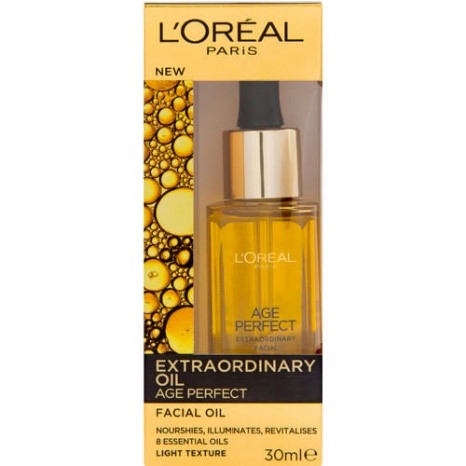 L'ORÉAL
PARIS
NEW
L'ORÉAL
PARIS
AGE
PERFECT
EXTRAORDINARY
FACIAL
EXTRAORDINARY
OIL
AGE PERFECT
FACIAL OIL
NOURSHIES, ILLUMINATES, REVITALISES
8 ESSENTIAL OILS
LIGHT TEXTURE
30ml℮